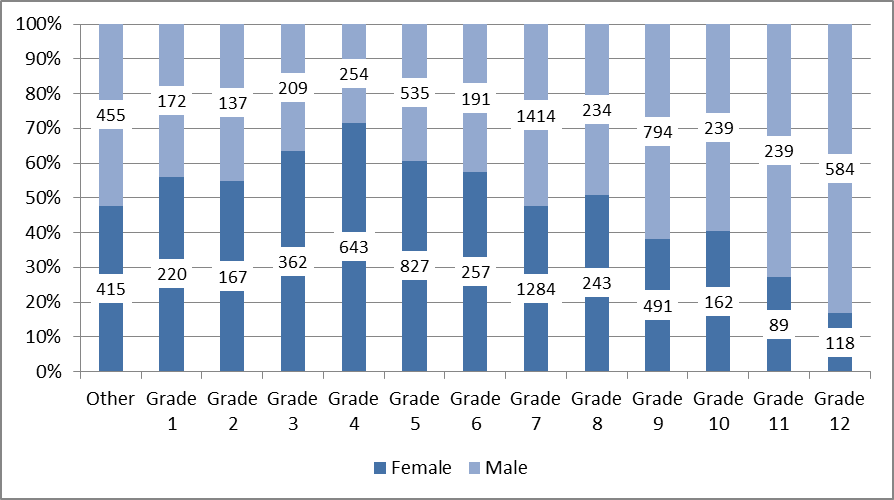 100%
90%
80%
70%
60%
50%
40%
30%
20%
10%
0%
455 172 137 209 254 535 191 1414 234 794 239 239 584
415 220 167 362 643 827 257 1284 243 491 162 89 118
Other Grade Grade Grade Grade Grade Grade Grade Grade Grade Grade Grade Grade
1 2 3 4 5 6 7 8 9 10 11 12
Female Male